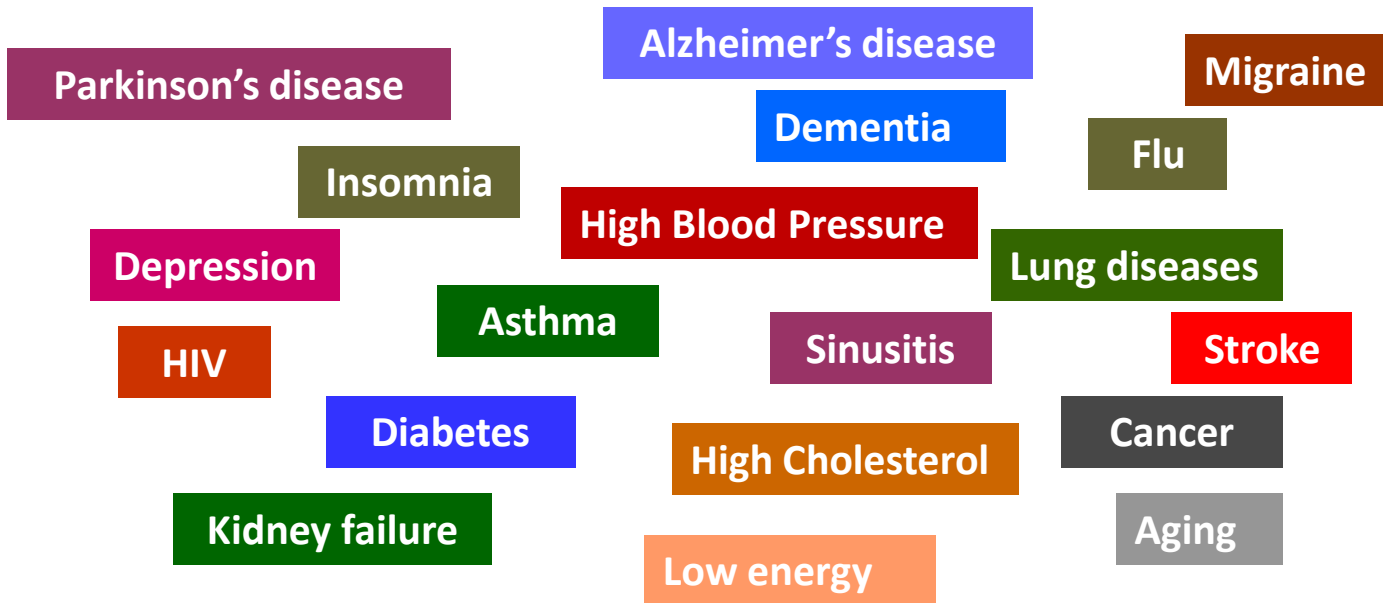 Alzheimer’s disease
Parkinson’s disease
Migraine
Dementia
Flu
Insomnia
High Blood Pressure
Depression
Lung diseases
Asthma
Sinusitis
Stroke
HIV
Diabetes
Cancer
High Cholesterol
Kidney failure
Aging
Low energy